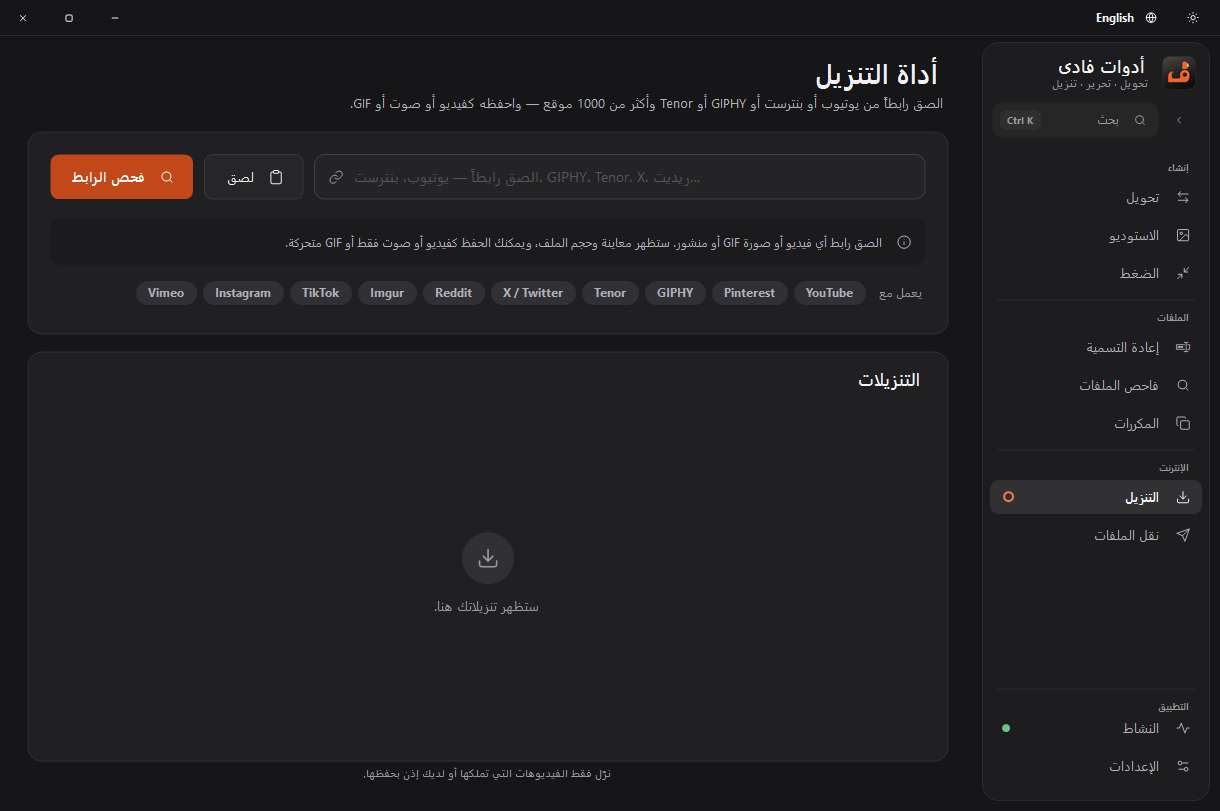 English
أدوات فادى
تحويل · تحرير · تنزيل
بحث
Ctrl K
إنشاء
تحويل
الاستوديو
الضغط
الملفات
إعادة التسمية
فاحص الملفات
المكررات
الإنترنت
التنزيل
نقل الملفات
التطبيق
النشاط
الإعدادات
أداة التنزيل
الصق رابطاً من يوتيوب أو بنترست أو GIPHY أو Tenor وأكثر من 1000 موقع — واحفظه كفيديو أو صوت أو GIF.
الصق رابطاً — يوتيوب، بنترست، GIPHY، Tenor، X، ريديت...
لصق
فحص الرابط
الصق رابط أي فيديو أو صورة GIF أو منشور. ستظهر معاينة وحجم الملف، ويمكنك الحفظ كفيديو أو صوت فقط أو GIF متحركة.
يعمل مع YouTube Pinterest GIPHY Tenor X / Twitter Reddit Imgur TikTok Instagram Vimeo
التنزيلات
ستظهر تنزيلاتك هنا.
نزّل فقط الفيديوهات التي تملكها أو لديك إذن بحفظها.